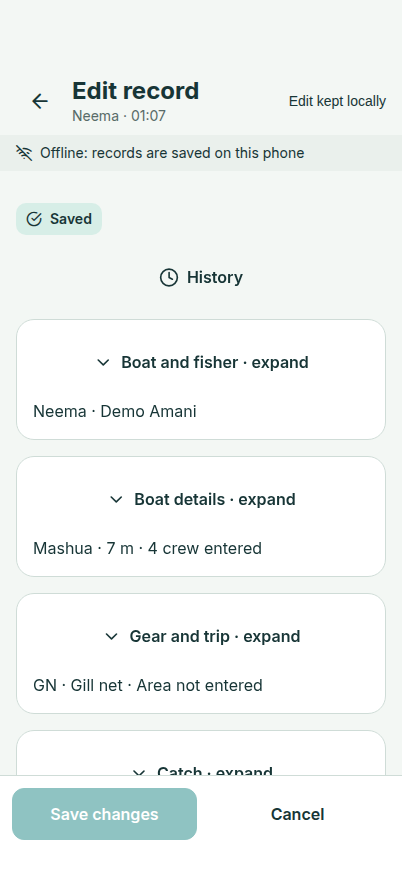 Edit record
Neema · 01:07
Edit kept locally
Offline: records are saved on this phone
Saved
History
Boat and fisher · expand
Neema · Demo Amani
Boat details · expand
Mashua · 7 m · 4 crew entered
Gear and trip · expand
GN · Gill net · Area not entered
Catch · expand
Save changes
Cancel